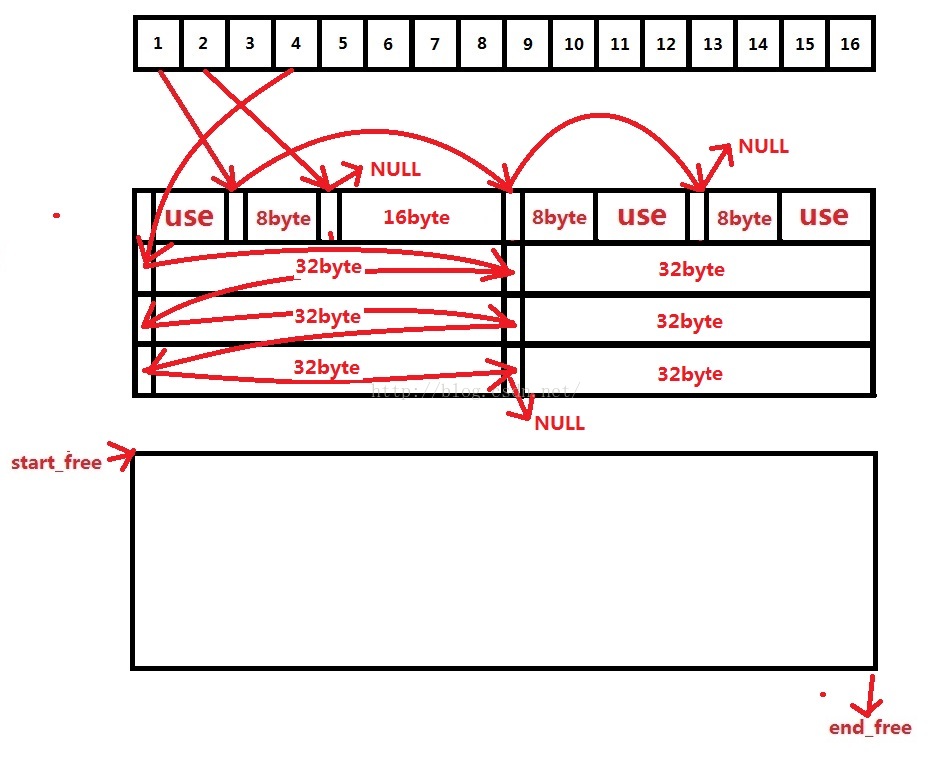 1 2 3 4 5 6 7 8 9 10 11 12 13 14 15 16
NULL
NULL
use 8byte 16byte 8byte use 8byte use
32byte 32byte
32byte 32byte
32byte 32byte
http://blog.csdn.net/
NULL
start_free
end_free